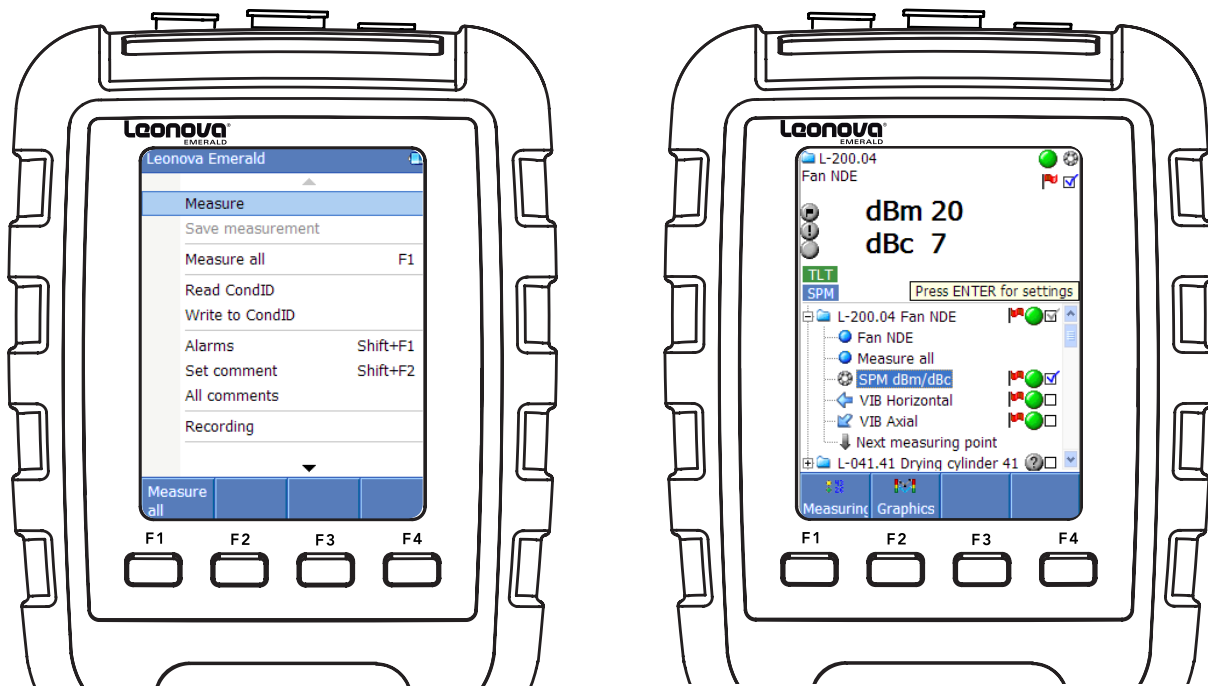 Leonova®
EMERALD
Leonova Emerald
Measure
Save measurement
Measure all F1
Read CondID
Write to CondID
Alarms Shift+F1
Set comment Shift+F2
All comments
Recording
Measure
all
F1 F2 F3 F4
Leonova®
EMERALD
L-200.04
Fan NDE
dBm 20
dBc 7
TLT
SPM
Press ENTER for settings
L-200.04 Fan NDE
Fan NDE
Measure all
SPM dBm/dBc
VIB Horizontal
VIB Axial
Next measuring point
L-041.41 Drying cylinder 41
Measuring Graphics
F1 F2 F3 F4